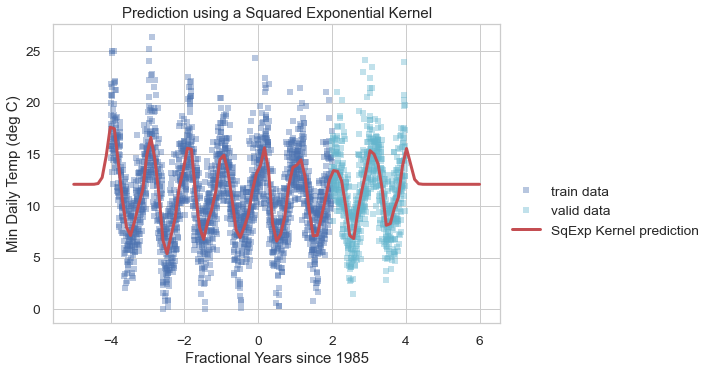 Prediction using a Squared Exponential Kernel
Min Daily Temp (deg C)
25
20
15
10
5
0
−4
−2
0
2
4
6
Fractional Years since 1985
train data
valid data
SqExp Kernel prediction